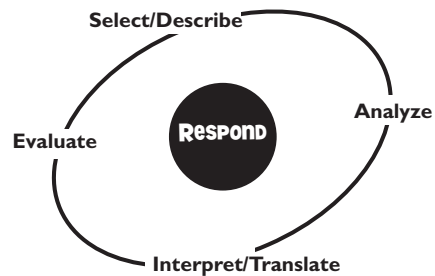 Select/Describe
Analyze
Respond
Evaluate
Interpret/Translate